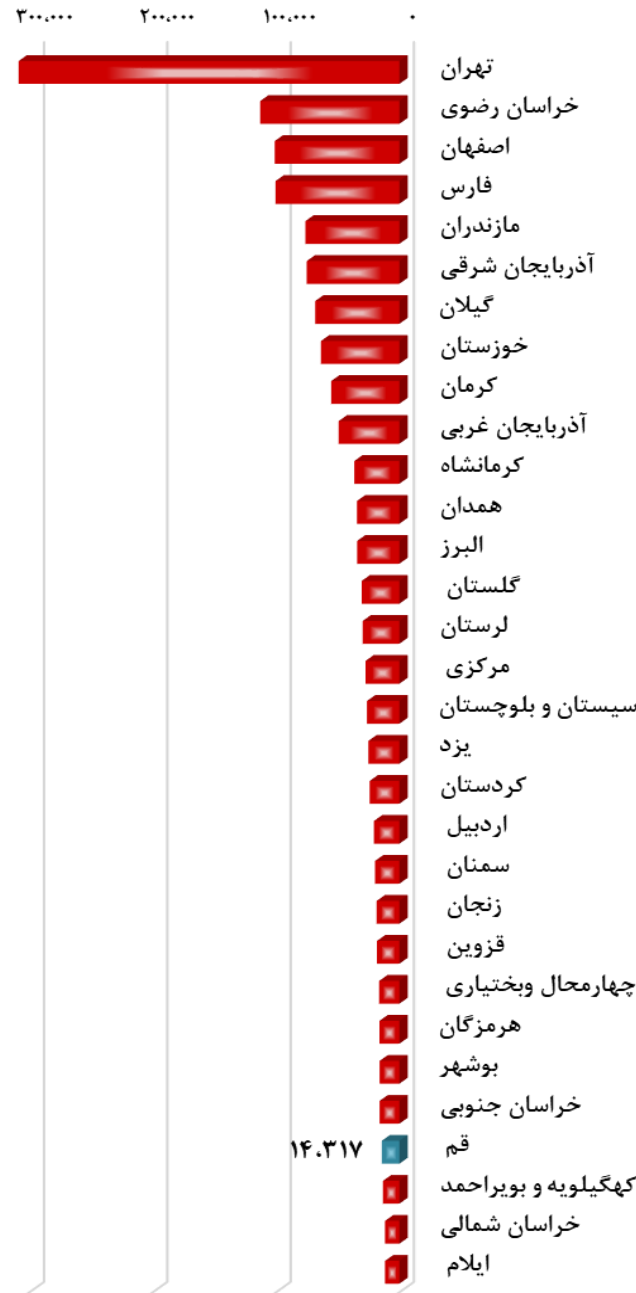 ۳۰۰،۰۰۰ ۲۰۰،۰۰۰ ۱۰۰،۰۰۰ ۰
تهران
خراسان رضوی
اصفهان
فارس
مازندران
آذربایجان شرقی
گیلان
خوزستان
کرمان
آذربایجان غربی
کرمانشاه
همدان
البرز
گلستان
لرستان
مرکزی
سیستان و بلوچستان
یزد
کردستان
اردبیل
سمنان
زنجان
قزوین
چهارمحال وبختیاری
هرمزگان
بوشهر
خراسان جنوبی
قم ۱۴،۳۱۷
کهگیلویه و بویراحمد
خراسان شمالی
ایلام